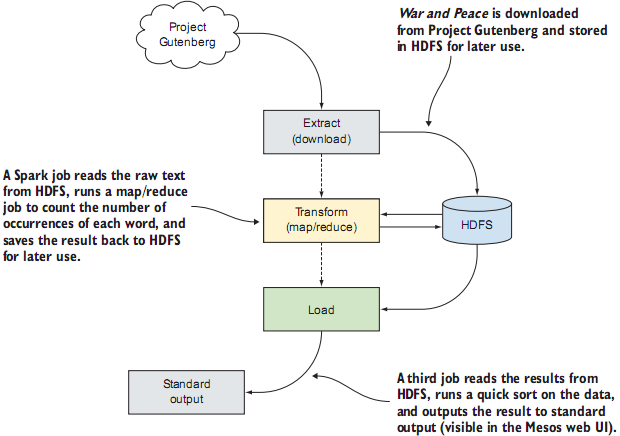 Project
Gutenberg
War and Peace is downloaded
from Project Gutenberg and stored
in HDFS for later use.
Extract
(download)
A Spark job reads the raw text
from HDFS, runs a map/reduce
job to count the number of
occurrences of each word, and
saves the result back to HDFS
for later use.
Transform
(map/reduce)
HDFS
Load
Standard
output
A third job reads the results from
HDFS, runs a quick sort on the data,
and outputs the result to standard
output (visible in the Mesos web UI).